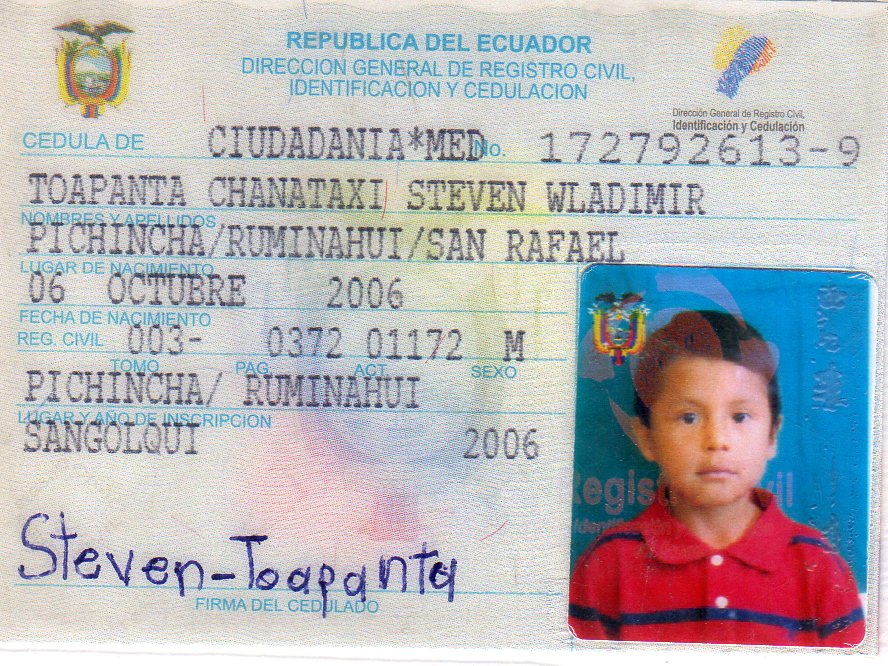 REPUBLICA DEL ECUADOR
DIRECCION GENERAL DE REGISTRO CIVIL,
IDENTIFICACION Y CEDULACION
Dirección General de Registro Civil,
Identificación y Cedulación
CEDULA DE CIUDADANIA*MED No. 172792613-9
TOAPANTA CHANATAXI STEVEN WLADIMIR
NOMBRES Y APELLIDOS
PICHINCHA/RUMINAHUI/SAN RAFAEL
LUGAR DE NACIMIENTO
06 OCTUBRE 2006
FECHA DE NACIMIENTO
REG. CIVIL 003- 0372 01172 M
TOMO PAG. ACT. SEXO
PICHINCHA/ RUMINAHUI
LUGAR Y AÑO DE INSCRIPCION
SANGOLQUI 2006
Steven-Toapanta
FIRMA DEL CEDULADO